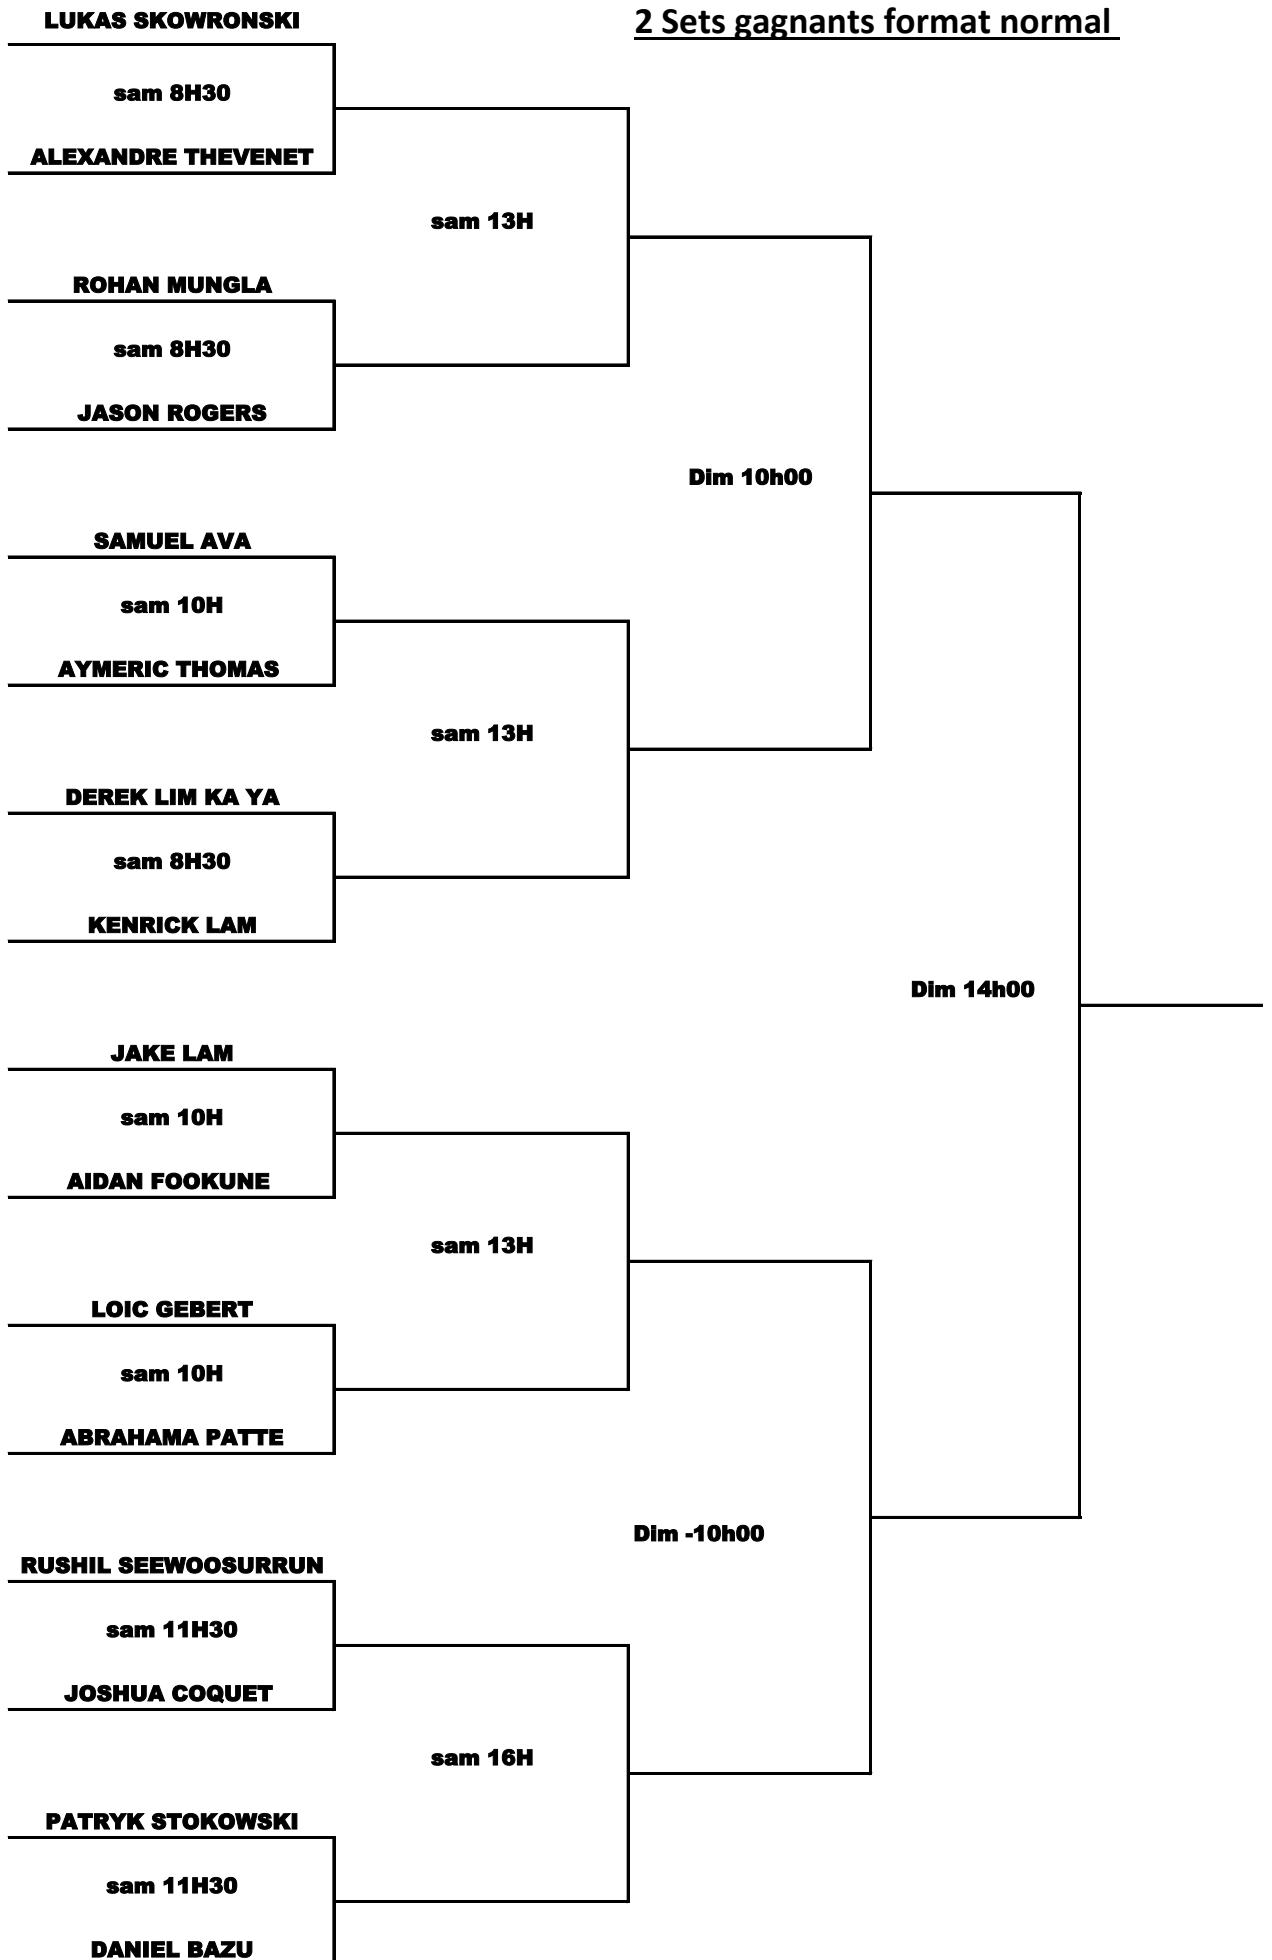 LUKAS SKOWRONSKI
2 Sets gagnants format normal
sam 8H30
ALEXANDRE THEVENET
sam 13H
ROHAN MUNGLA
sam 8H30
JASON ROGERS
Dim 10h00
SAMUEL AVA
sam 10H
AYMERIC THOMAS
sam 13H
DEREK LIM KA YA
sam 8H30
KENRICK LAM
Dim 14h00
JAKE LAM
sam 10H
AIDAN FOOKUNE
sam 13H
LOIC GEBERT
sam 10H
ABRAHAMA PATTE
Dim -10h00
RUSHIL SEEWOOSURRUN
sam 11H30
JOSHUA COQUET
sam 16H
PATRYK STOKOWSKI
sam 11H30
DANIEL BAZU